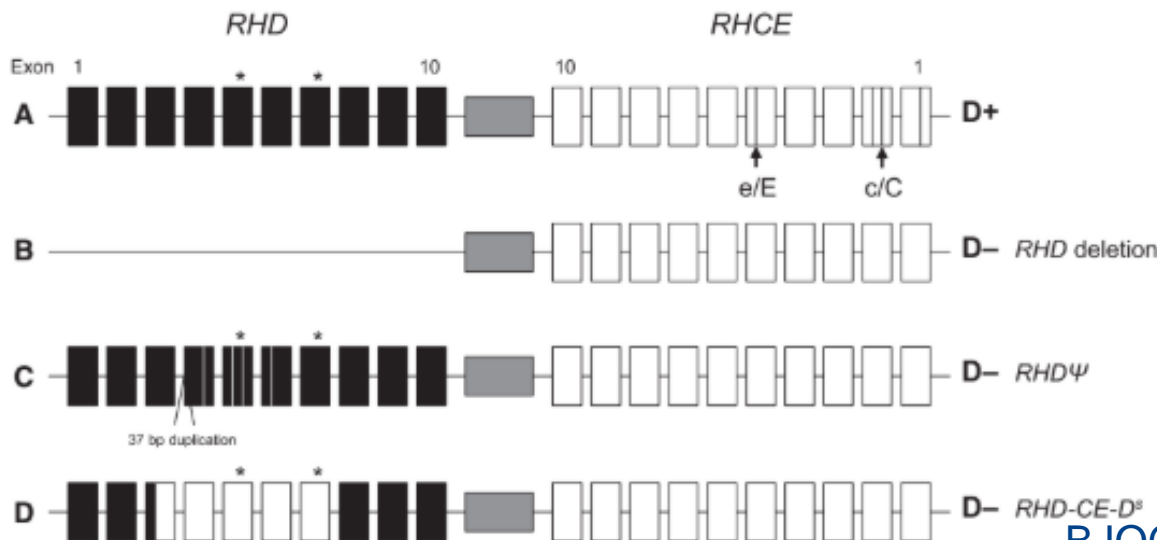 RHD RHCE
Exon 1 * * 10 10 1
A D+
e/E c/C
B D– RHD deletion
* *
C D– RHDΨ
37 bp duplication
* *
D D– RHD-CE-Dˢ